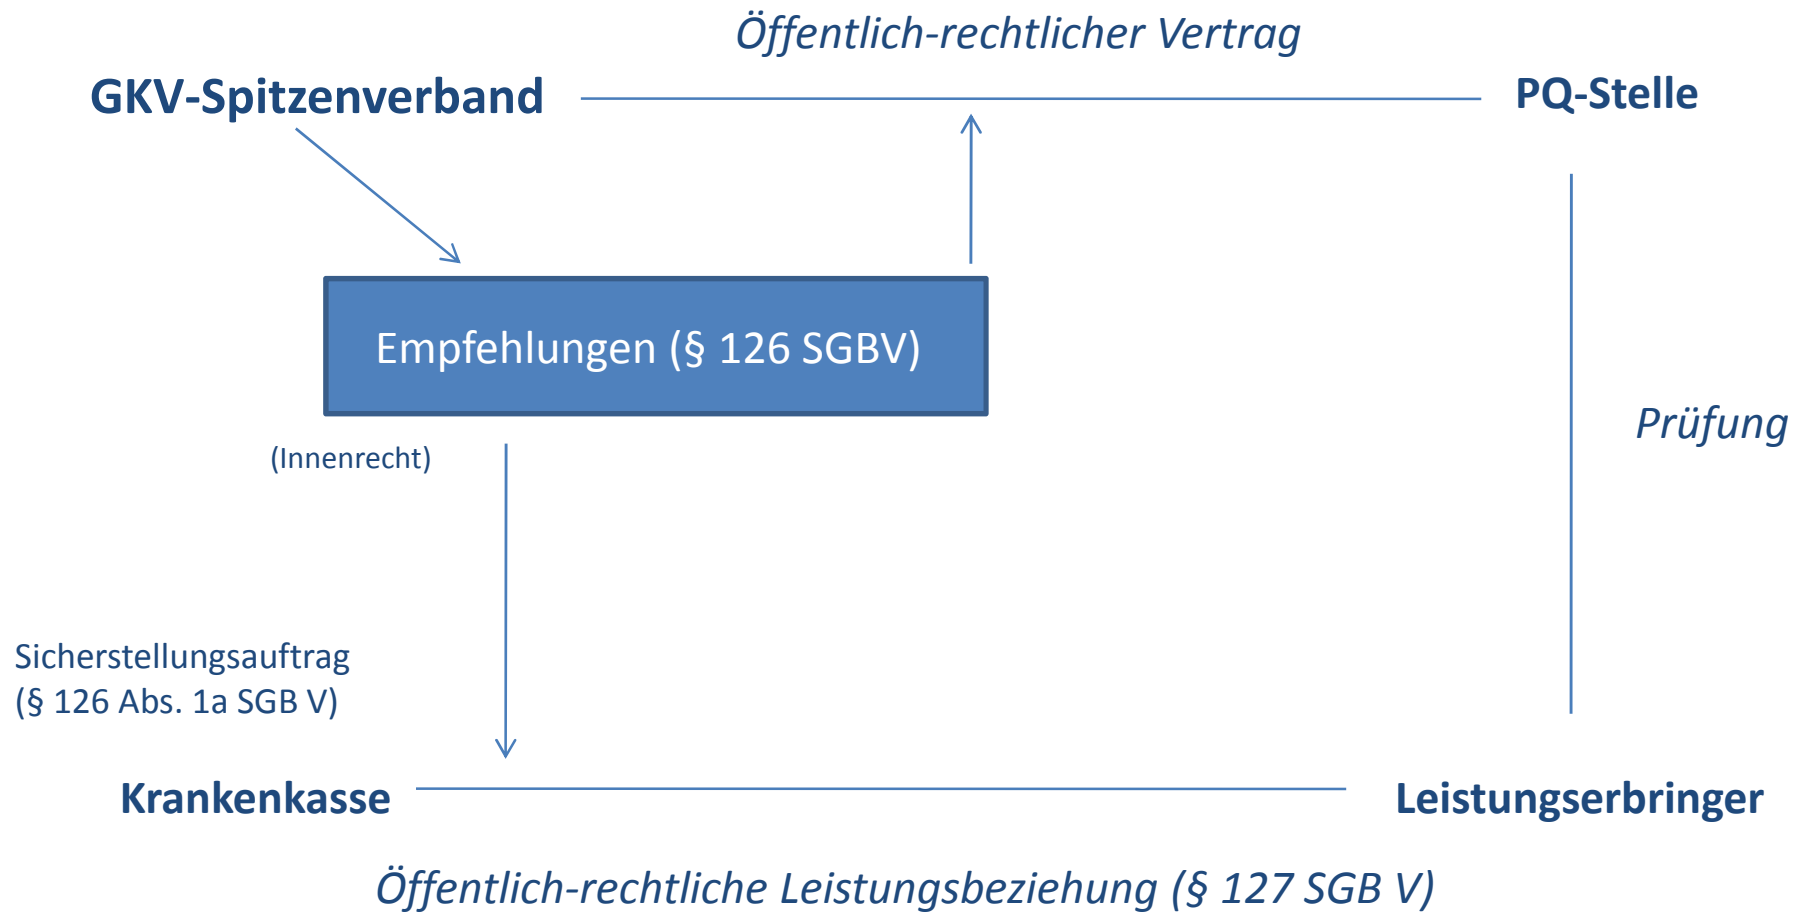 Öffentlich-rechtlicher Vertrag
GKV-Spitzenverband
PQ-Stelle
Empfehlungen (§ 126 SGBV)
Prüfung
(Innenrecht)
Sicherstellungsauftrag
(§ 126 Abs. 1a SGB V)
Krankenkasse
Leistungserbringer
Öffentlich-rechtliche Leistungsbeziehung (§ 127 SGB V)